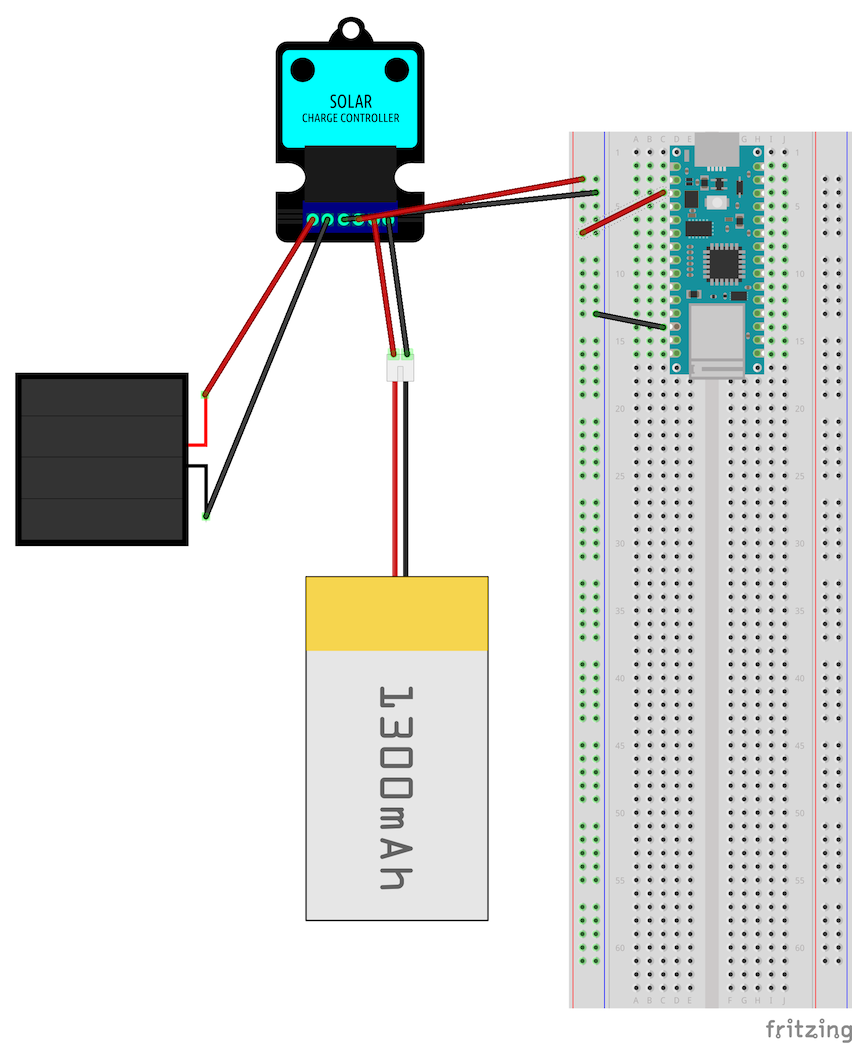 SOLAR
CHARGE CONTROLLER
A B C D E G H I J
1 1
5 5
10 10
15 15
20 20
25 25
30 30
35 35
40 40
45 45
50 50
55 55
60 60
A B C D E F G H I J
1300mAh
fritzing